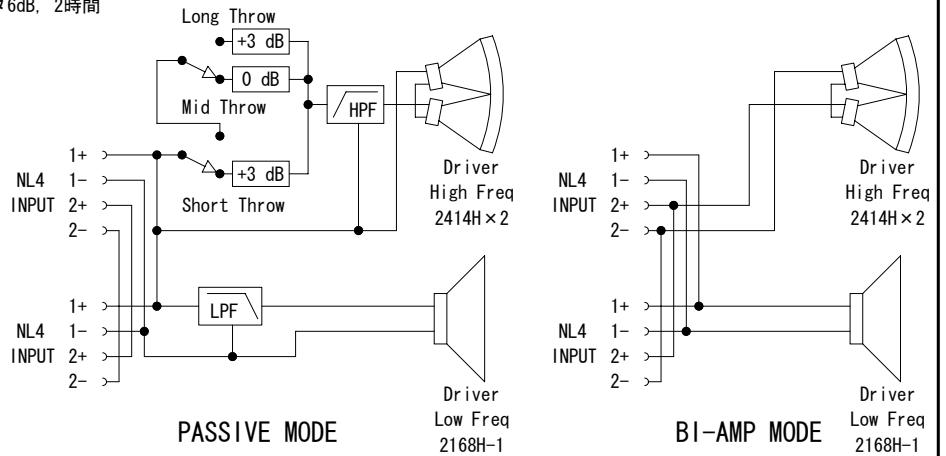 6dB, 2時間
Long Throw
+3 dB
0 dB
Mid Throw
HPF
+3 dB
Short Throw
NL4
INPUT
1+
1-
2+
2-
Driver
High Freq
2414H×2
NL4
INPUT
1+
1-
2+
2-
LPF
Driver
Low Freq
2168H-1
PASSIVE MODE
NL4
INPUT
1+
1-
2+
2-
Driver
High Freq
2414H×2
NL4
INPUT
1+
1-
2+
2-
Driver
Low Freq
2168H-1
BI-AMP MODE